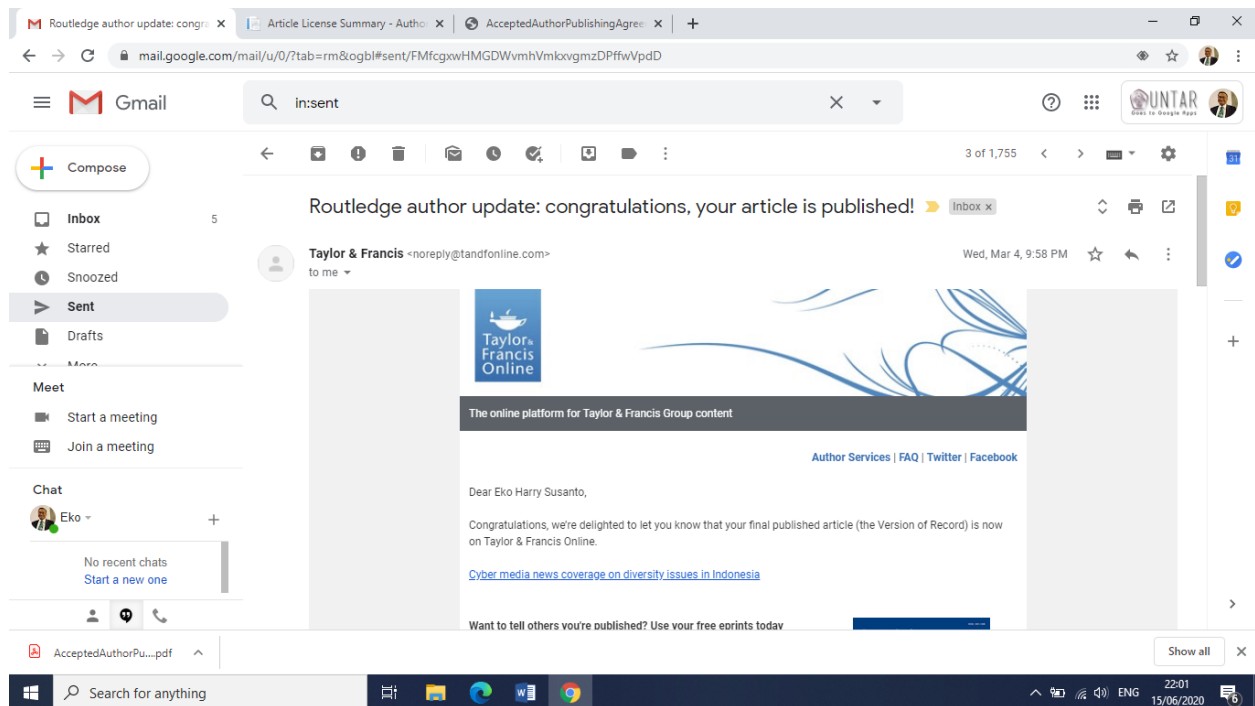 Routledge author update: congra
Article License Summary - Autho
AcceptedAuthorPublishingAgree
mail.google.com/mail/u/0/?tab=rm&ogbl#sent/FMfcgxwHMGDWvmhVmkxvgmzDPffwVpdD
Gmail
in:sent
UNTAR
Goes to Google Apps
Compose
3 of 1,755
31
Inbox 5
Starred
Snoozed
Sent
Drafts
More
Routledge author update: congratulations, your article is published!
Inbox x
Taylor & Francis <noreply@tandfonline.com>
Wed, Mar 4, 9:58 PM
to me
Taylor &
Francis
Online
The online platform for Taylor & Francis Group content
Author Services | FAQ | Twitter | Facebook
Dear Eko Harry Susanto,
Congratulations, we're delighted to let you know that your final published article (the Version of Record) is now
on Taylor & Francis Online.
Cyber media news coverage on diversity issues in Indonesia
Want to tell others you're published? Use your free eprints today
Meet
Start a meeting
Join a meeting
Chat
Eko
No recent chats
Start a new one
AcceptedAuthorPu....pdf
Show all
Search for anything
ENG
22:01
15/06/2020
6